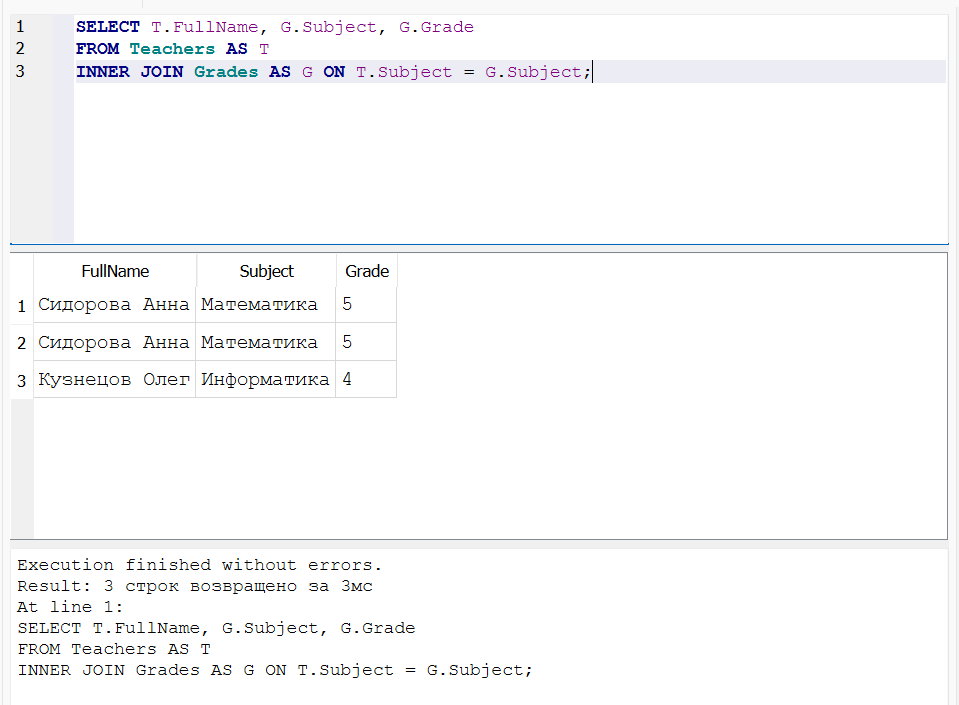 1 SELECT T.FullName, G.Subject, G.Grade
2 FROM Teachers AS T
3 INNER JOIN Grades AS G ON T.Subject = G.Subject;
FullName Subject Grade
1 Сидорова Анна Математика 5
2 Сидорова Анна Математика 5
3 Кузнецов Олег Информатика 4
Execution finished without errors.
Result: 3 строк возвращено за 3мс
At line 1:
SELECT T.FullName, G.Subject, G.Grade
FROM Teachers AS T
INNER JOIN Grades AS G ON T.Subject = G.Subject;